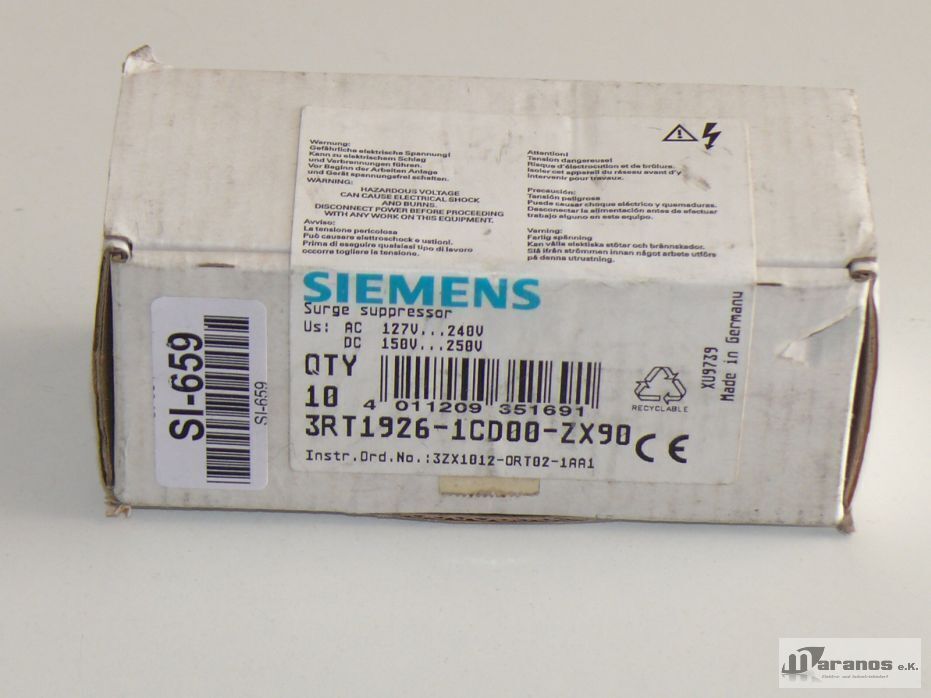 Warnung:
Gefährliche elektrische Spannung!
Kann zu elektrischem Schlag
und Verbrennungen führen.
Vor Beginn der Arbeiten Anlage
und Gerät spannungsfrei schalten.
WARNING:
HAZARDOUS VOLTAGE
CAN CAUSE ELECTRICAL SHOCK
AND BURNS.
DISCONNECT POWER BEFORE PROCEEDING
WITH ANY WORK ON THIS EQUIPMENT.
Avviso:
La tensione pericolosa
Può causare elettroshock e ustioni.
Prima di eseguire qualsiasi tipo di lavoro
occorre togliere la tensione.
Attention!
Tension dangereuse!
Risque d'électrocution et de brûlure.
Isoler cet appareil du réseau avant d'y
intervenir pour travaux.
Precaución:
Tensión peligrosa
Puede causar choque eléctrico y quemaduras.
Desconectar la alimentación antes de efectuar
trabajo alguno en este equipo.
Varning:
Farlig spänning
Kan vålla elektiska stötar och brännskador.
Slå ifrån strömmen innan något arbete utförs
på denna utrustning.
SIEMENS
Surge suppressor
Us: AC 127V...240V
DC 150V...250V
QTY
10
4 011209 351691
3RT1926-1CD00-ZX90
CE
Instr.Ord.No.:3ZX1012-0RT02-1AA1
RECYCLABLE
XU9739
Made in Germany
SI-659
SI-659
Maranos e.K.